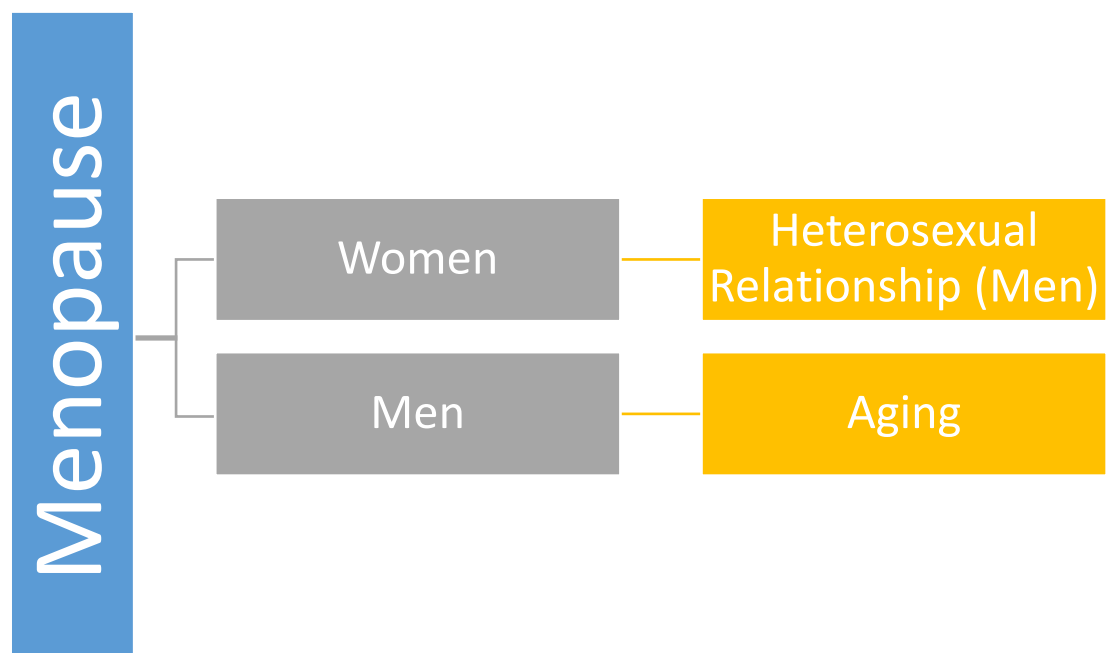 Menopause
Women
Heterosexual
Relationship (Men)
Men
Aging